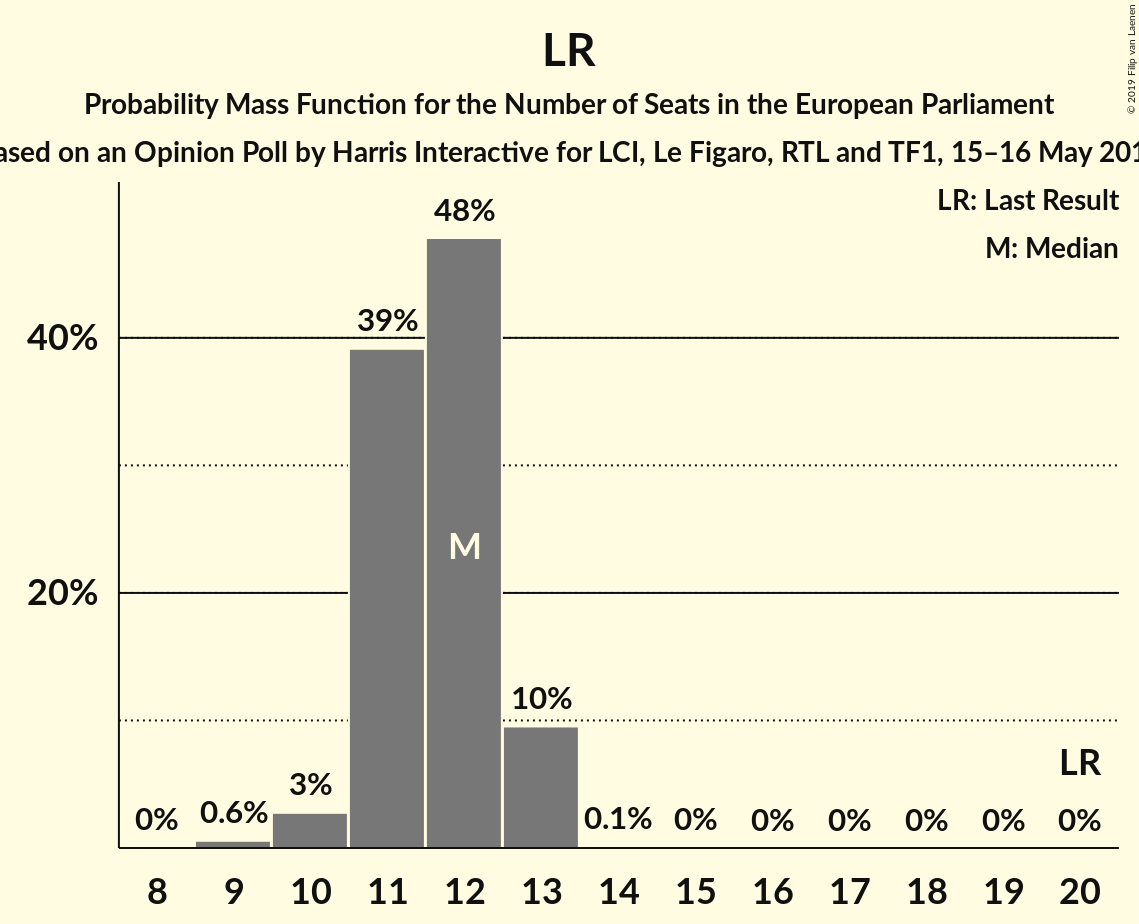 © 2019 Filip van Laenen
LR
Probability Mass Function for the Number of Seats in the European Parliament
ased on an Opinion Poll by Harris Interactive for LCI, Le Figaro, RTL and TF1, 15–16 May 201
LR: Last Result
M: Median
48%
39%
40%
M
20%
10%
LR
3%
0% 0.6% 0.1% 0% 0% 0% 0% 0% 0%
8 9 10 11 12 13 14 15 16 17 18 19 20